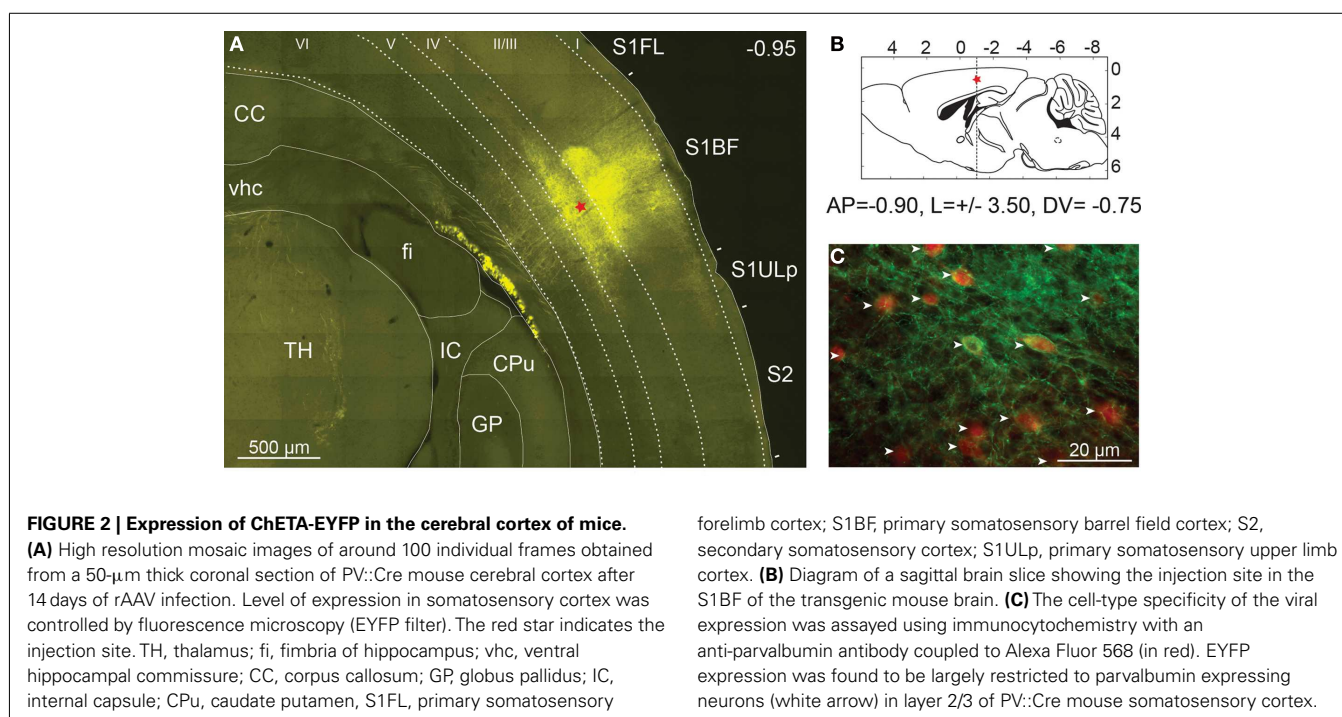 A
VI
V
IV
II/III
I
S1FL
-0.95
CC
S1BF
vhc
fi
S1ULp
TH
IC
CPu
S2
GP
500 µm
B
4 2 0 -2 -4 -6 -8
0
2
4
6
AP=-0.90, L=+/- 3.50, DV= -0.75
C
20 µm
FIGURE 2 | Expression of ChETA-EYFP in the cerebral cortex of mice.
(A) High resolution mosaic images of around 100 individual frames obtained
from a 50-µm thick coronal section of PV::Cre mouse cerebral cortex after
14 days of rAAV infection. Level of expression in somatosensory cortex was
controlled by fluorescence microscopy (EYFP filter). The red star indicates the
injection site. TH, thalamus; fi, fimbria of hippocampus; vhc, ventral
hippocampal commissure; CC, corpus callosum; GP, globus pallidus; IC,
internal capsule; CPu, caudate putamen, S1FL, primary somatosensory
forelimb cortex; S1BF, primary somatosensory barrel field cortex; S2,
secondary somatosensory cortex; S1ULp, primary somatosensory upper limb
cortex. (B) Diagram of a sagittal brain slice showing the injection site in the
S1BF of the transgenic mouse brain. (C) The cell-type specificity of the viral
expression was assayed using immunocytochemistry with an
anti-parvalbumin antibody coupled to Alexa Fluor 568 (in red). EYFP
expression was found to be largely restricted to parvalbumin expressing
neurons (white arrow) in layer 2/3 of PV::Cre mouse somatosensory cortex.